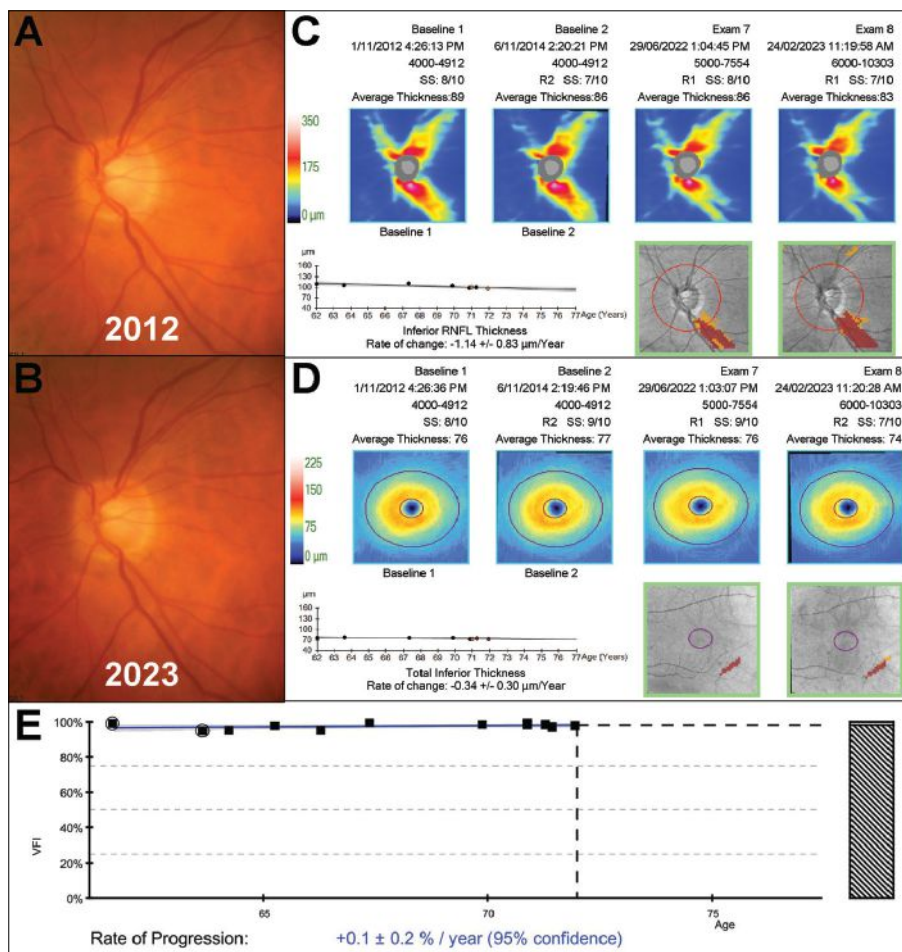 A
2012
B
2023
C
Baseline 1 Baseline 2 Exam 7 Exam 8
1/11/2012 4:26:13 PM 6/11/2014 2:20:21 PM 29/06/2022 1:04:45 PM 24/02/2023 11:19:58 AM
4000-4912 4000-4912 5000-7554 6000-10303
SS: 8/10 R2 SS: 7/10 R1 SS: 8/10 R1 SS: 7/10
Average Thickness:89 Average Thickness:86 Average Thickness:86 Average Thickness:83
350
175
0 µm
Baseline 1 Baseline 2
µm
160
130
100
70
40
62 63 64 65 66 67 68 69 70 71 72 73 74 75 76 77 Age (Years)
Inferior RNFL Thickness
Rate of change: -1.14 +/- 0.83 µm/Year
D
Baseline 1 Baseline 2 Exam 7 Exam 8
1/11/2012 4:26:36 PM 6/11/2014 2:19:46 PM 29/06/2022 1:03:07 PM 24/02/2023 11:20:28 AM
4000-4912 4000-4912 5000-7554 6000-10303
SS: 8/10 R2 SS: 9/10 R1 SS: 9/10 R2 SS: 7/10
Average Thickness: 76 Average Thickness: 77 Average Thickness: 76 Average Thickness: 74
225
150
75
0 µm
Baseline 1 Baseline 2
µm
160
130
100
70
40
62 63 64 65 66 67 68 69 70 71 72 73 74 75 76 77 Age (Years)
Total Inferior Thickness
Rate of change: -0.34 +/- 0.30 µm/Year
E
100%
80%
60%
40%
20%
0%
VFI
65 70 75
Age
Rate of Progression: +0.1 ± 0.2 % / year (95% confidence)